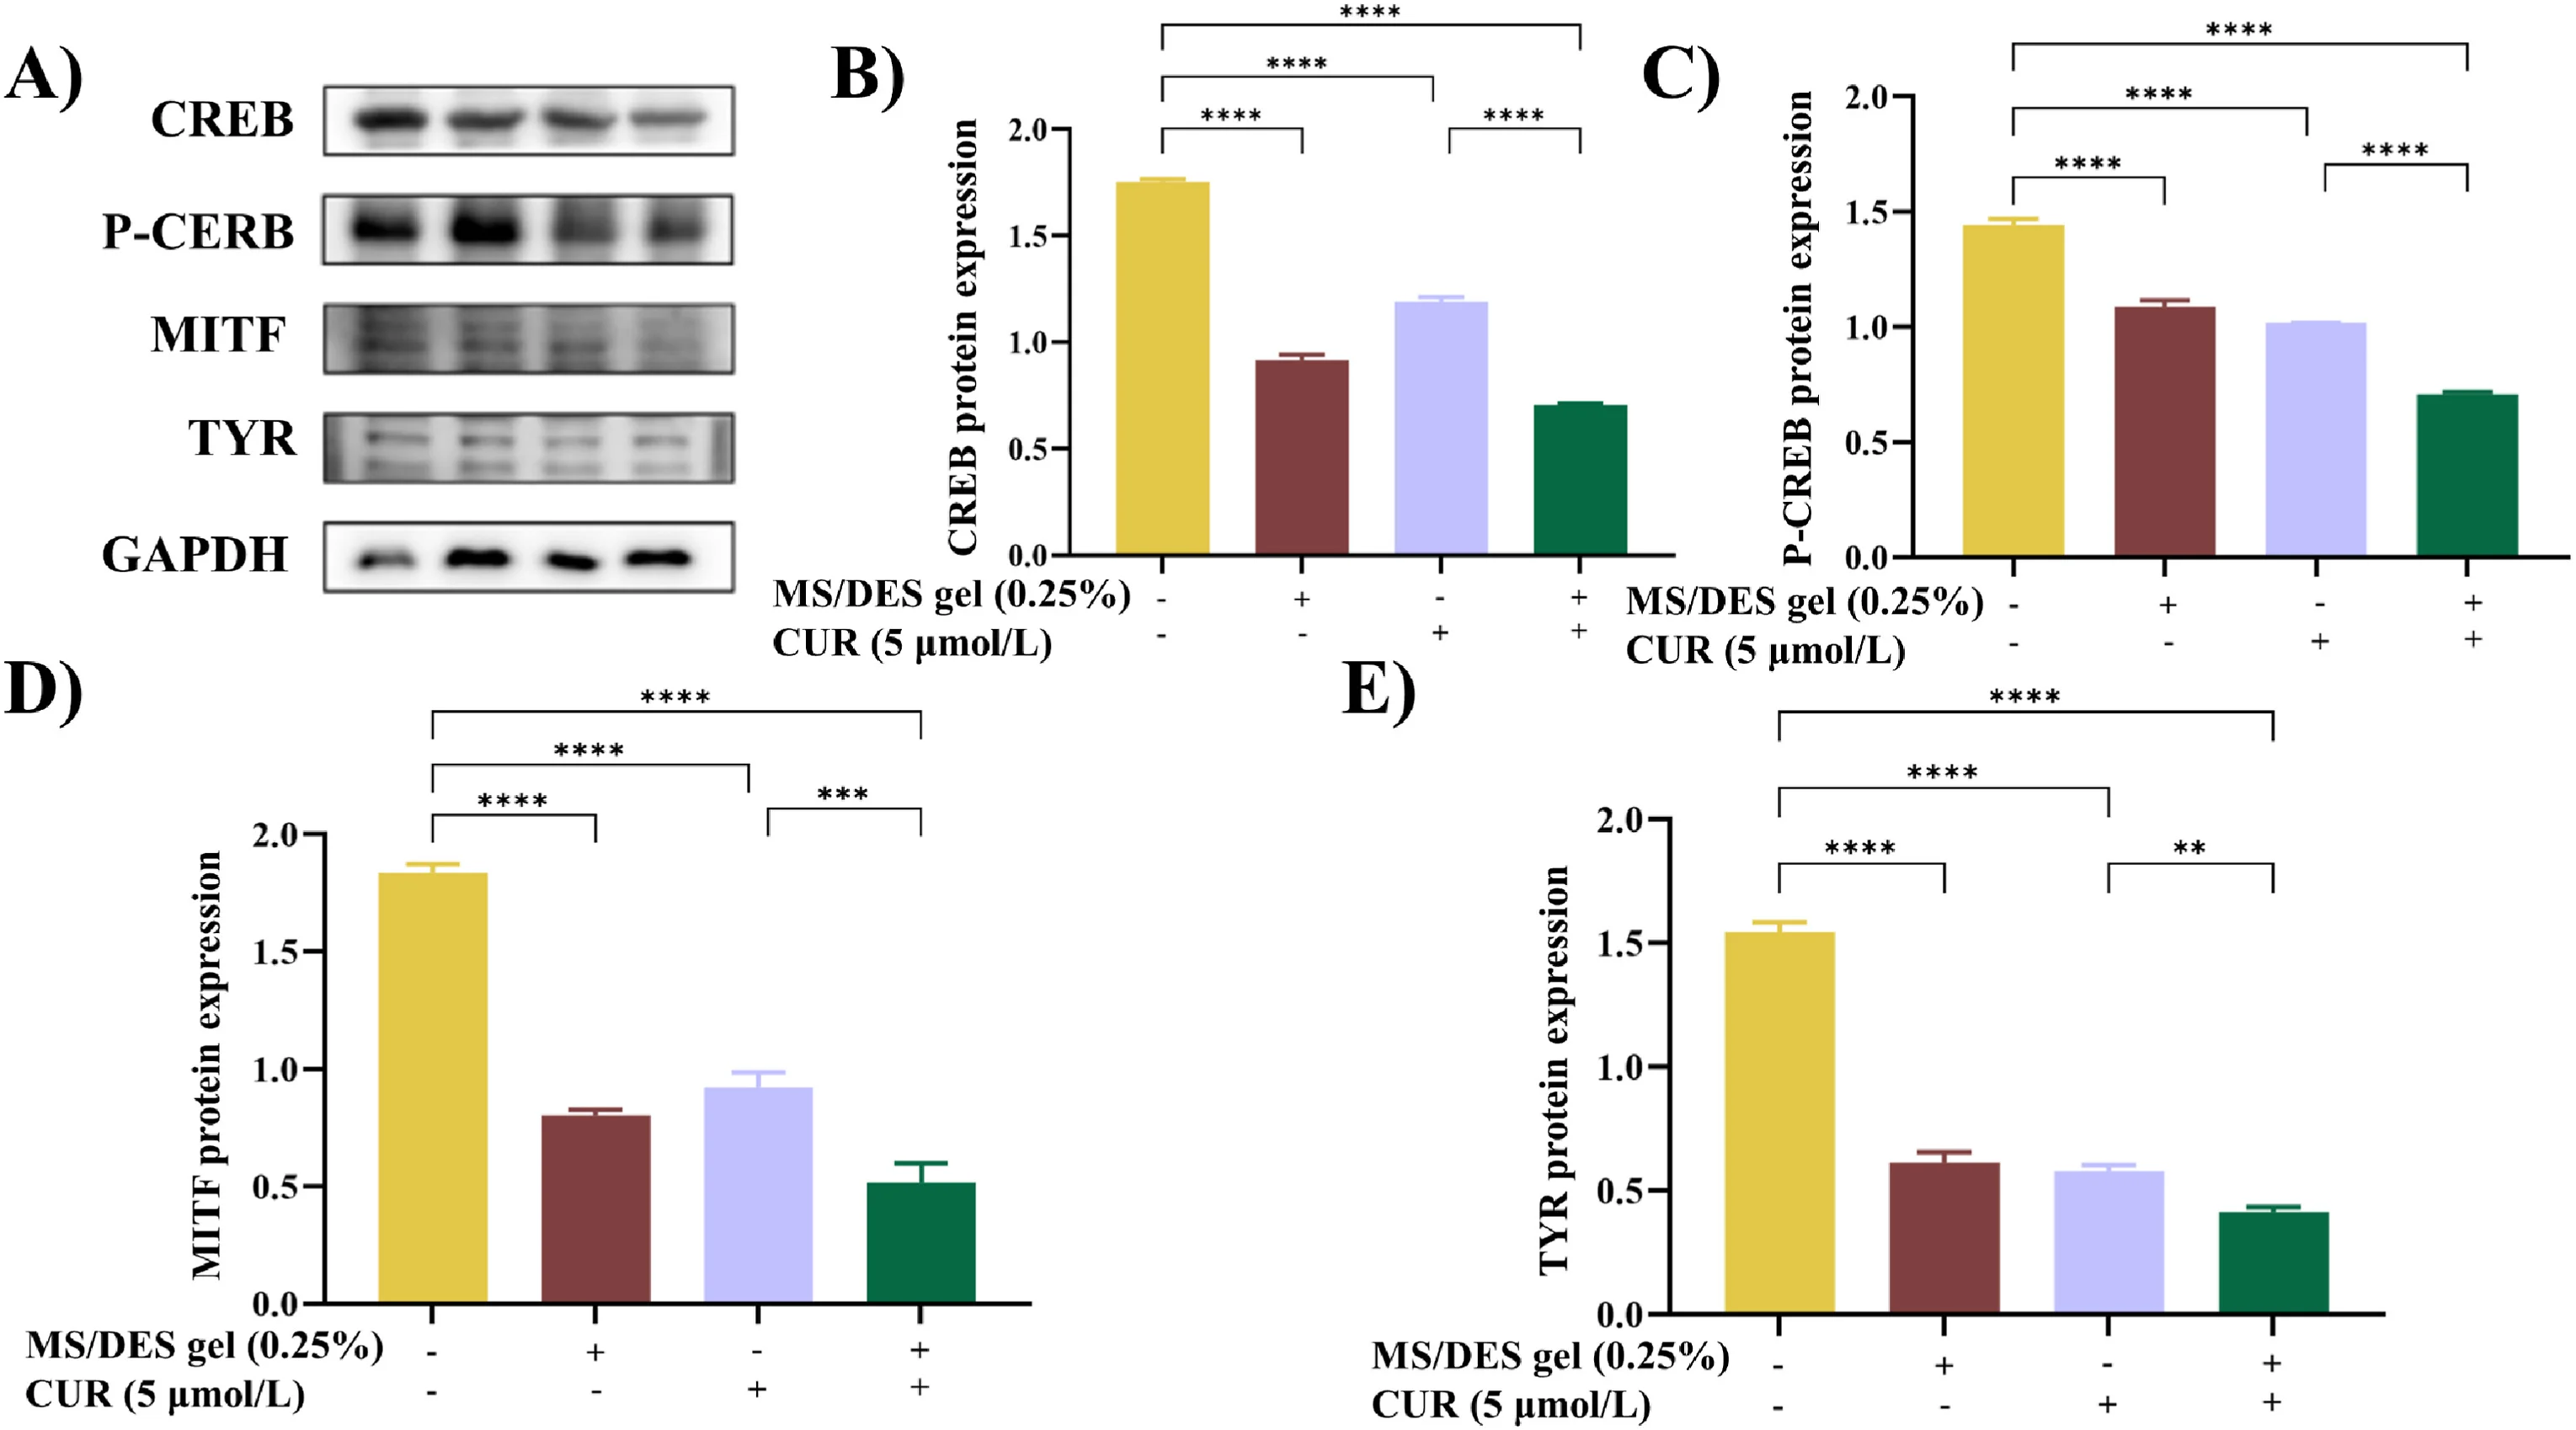 A)
CREB
P-CERB
MITF
TYR
GAPDH
B)
****
****
**** ****
CREB protein expression
2.0
1.5
1.0
0.5
0.0
MS/DES gel (0.25%) - + - +
CUR (5 μmol/L) - - + +
C)
****
****
****
****
P-CREB protein expression
2.0
1.5
1.0
0.5
0.0
MS/DES gel (0.25%) - + - +
CUR (5 μmol/L) - - + +
D)
****
****
***
****
MITF protein expression
2.0
1.5
1.0
0.5
0.0
MS/DES gel (0.25%) - + - +
CUR (5 μmol/L) - - + +
E)
****
****
**** **
TYR protein expression
2.0
1.5
1.0
0.5
0.0
MS/DES gel (0.25%) - + - +
CUR (5 μmol/L) - - + +